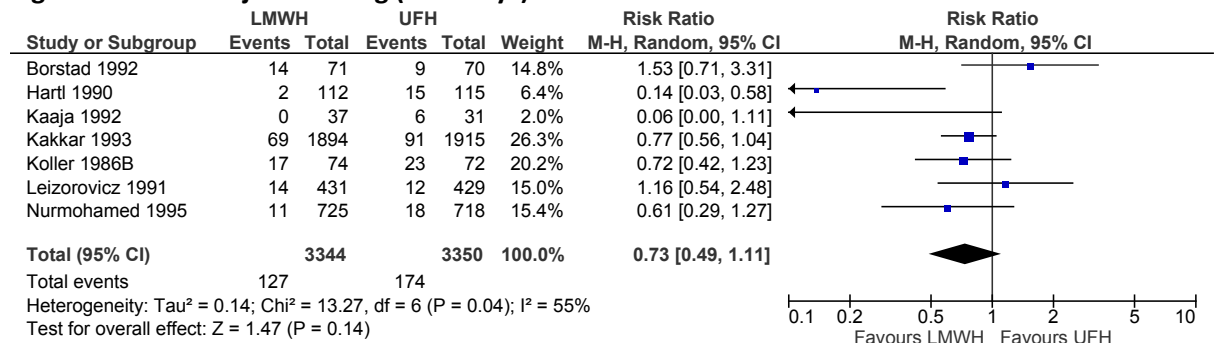 LMWH UFH Risk Ratio Risk Ratio
Study or Subgroup Events Total Events Total Weight M-H, Random, 95% CI M-H, Random, 95% CI
Borstad 1992 14 71 9 70 14.8% 1.53 [0.71, 3.31]
Hartl 1990 2 112 15 115 6.4% 0.14 [0.03, 0.58]
Kaaja 1992 0 37 6 31 2.0% 0.06 [0.00, 1.11]
Kakkar 1993 69 1894 91 1915 26.3% 0.77 [0.56, 1.04]
Koller 1986B 17 74 23 72 20.2% 0.72 [0.42, 1.23]
Leizorovicz 1991 14 431 12 429 15.0% 1.16 [0.54, 2.48]
Nurmohamed 1995 11 725 18 718 15.4% 0.61 [0.29, 1.27]
Total (95% CI) 3344 3350 100.0% 0.73 [0.49, 1.11]
Total events 127 174
Heterogeneity: Tau² = 0.14; Chi² = 13.27, df = 6 (P = 0.04); I² = 55%
Test for overall effect: Z = 1.47 (P = 0.14)
0.1 0.2 0.5 1 2 5 10
Favours LMWH Favours UFH